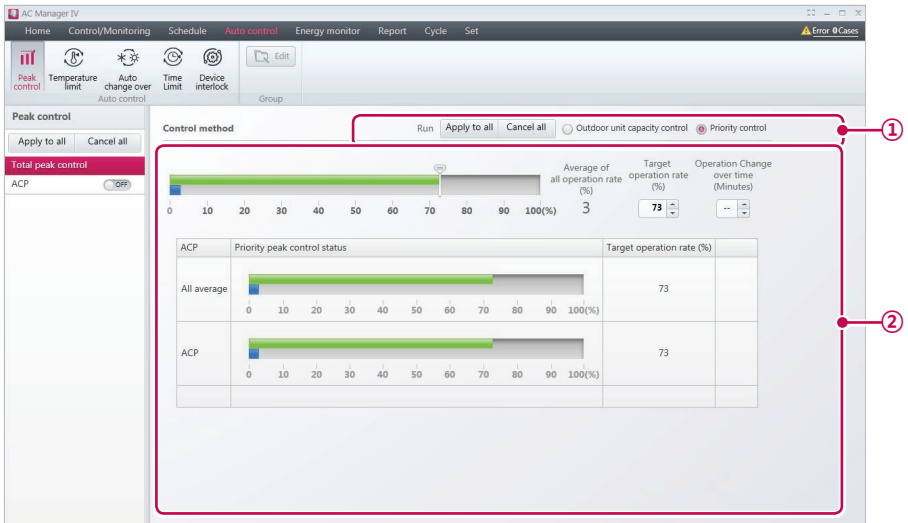 AC Manager IV
Home Control/Monitoring Schedule Auto control Energy monitor Report Cycle Set Error 0 Cases
Peak control
Temperature limit
Auto change over
Time Limit
Device interlock
Edit
Auto control
Group
Peak control
Apply to all Cancel all
Total peak control
ACP OFF
Control method Run Apply to all Cancel all Outdoor unit capacity control Priority control
①
Average of all operation rate (%)
3
Target operation rate (%)
73
Operation Change over time (Minutes)
--
0 10 20 30 40 50 60 70 80 90 100(%)
ACP Priority peak control status Target operation rate (%)
All average 73
0 10 20 30 40 50 60 70 80 90 100(%)
②
ACP 73
0 10 20 30 40 50 60 70 80 90 100(%)